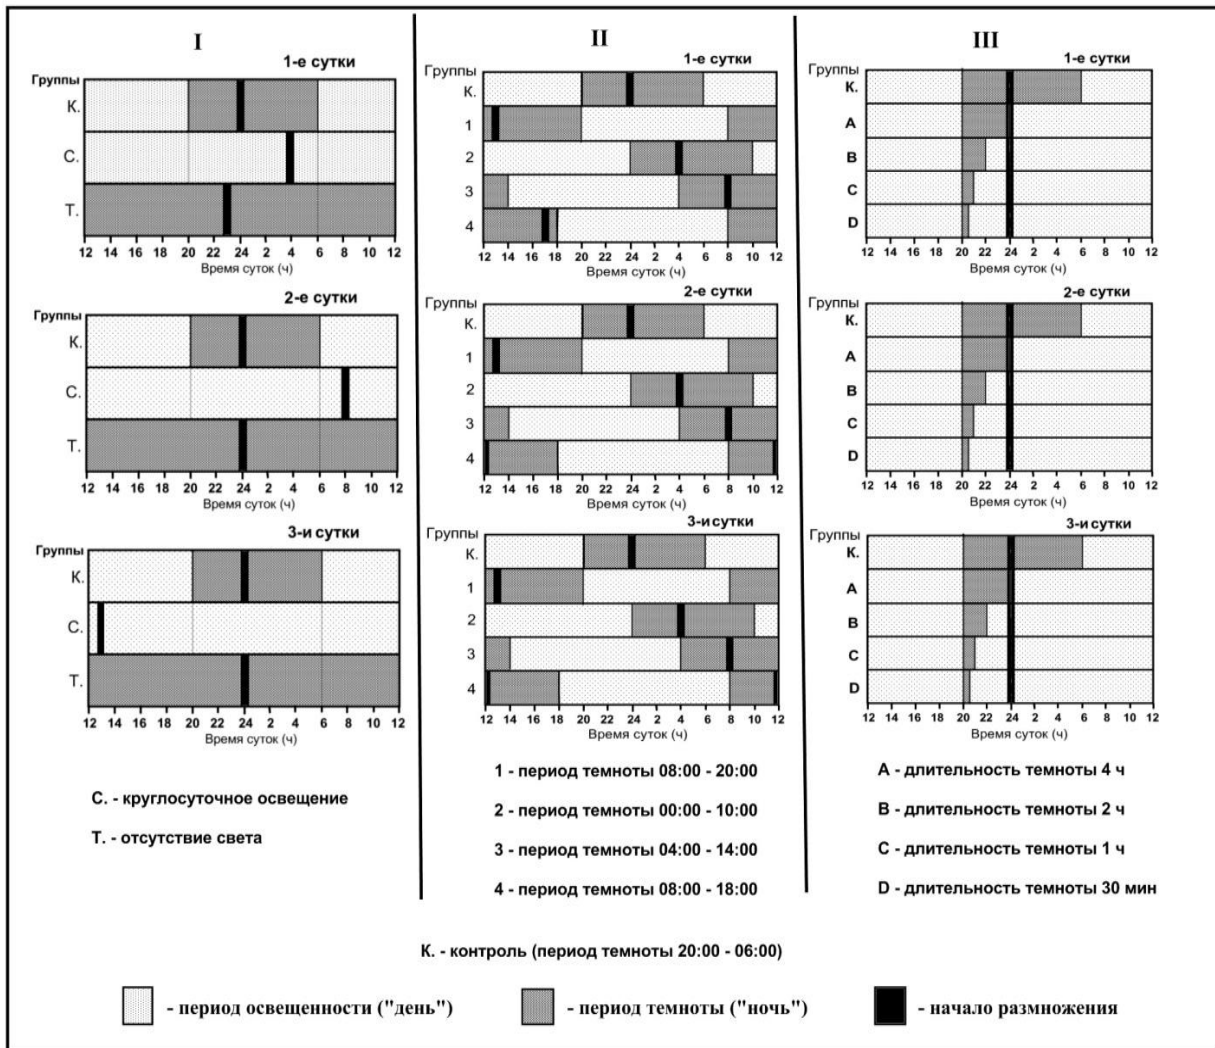 I
1-е сутки
Группы
К.
С.
Т.
12 14 16 18 20 22 24 2 4 6 8 10 12
Время суток (ч)
2-е сутки
Группы
К.
С.
Т.
12 14 16 18 20 22 24 2 4 6 8 10 12
Время суток (ч)
3-и сутки
Группы
К.
С.
Т.
12 14 16 18 20 22 24 2 4 6 8 10 12
Время суток (ч)
С. - круглосуточное освещение
Т. - отсутствие света
II
1-е сутки
Группы
К.
1
2
3
4
12 14 16 18 20 22 24 2 4 6 8 10 12
Время суток (ч)
2-е сутки
Группы
К.
1
2
3
4
12 14 16 18 20 22 24 2 4 6 8 10 12
Время суток (ч)
3-и сутки
Группы
К.
1
2
3
4
12 14 16 18 20 22 24 2 4 6 8 10 12
Время суток (ч)
1 - период темноты 08:00 - 20:00
2 - период темноты 00:00 - 10:00
3 - период темноты 04:00 - 14:00
4 - период темноты 08:00 - 18:00
III
1-е сутки
Группы
К.
A
B
C
D
12 14 16 18 20 22 24 2 4 6 8 10 12
Время суток (ч)
2-е сутки
Группы
К.
A
B
C
D
12 14 16 18 20 22 24 2 4 6 8 10 12
Время суток (ч)
3-и сутки
Группы
К.
A
B
C
D
12 14 16 18 20 22 24 2 4 6 8 10 12
Время суток (ч)
A - длительность темноты 4 ч
B - длительность темноты 2 ч
C - длительность темноты 1 ч
D - длительность темноты 30 мин
К. - контроль (период темноты 20:00 - 06:00)
- период освещенности ("день")
- период темноты ("ночь")
- начало размножения